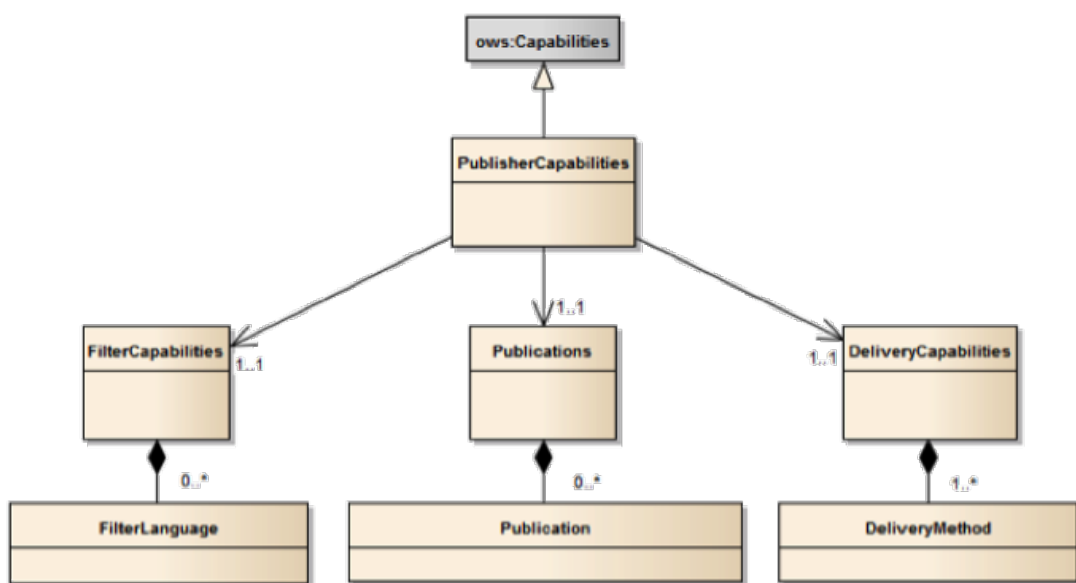 ows:Capabilities
PublisherCapabilities
1..1
FilterCapabilities
1..1
Publications
1..1
DeliveryCapabilities
0..*
0..*
1..*
FilterLanguage
Publication
DeliveryMethod